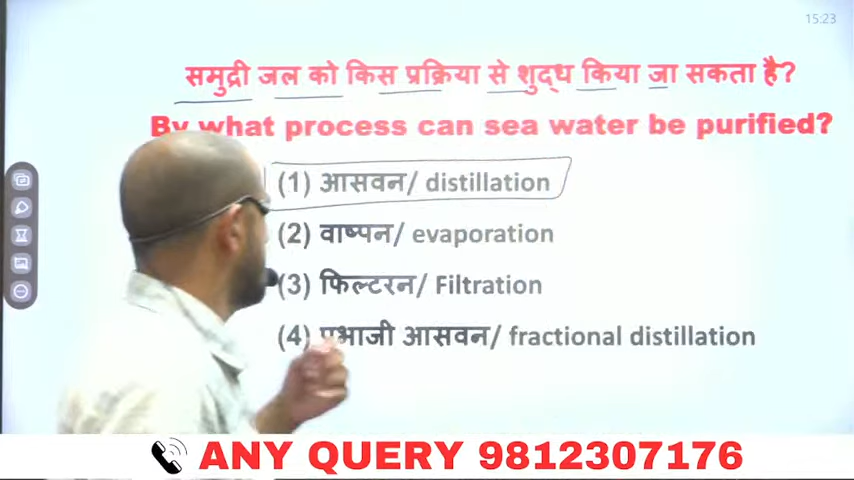 15:23
समुद्री जल को किस प्रक्रिया से शुद्ध किया जा सकता है?
By what process can sea water be purified?
(1) आसवन/ distillation
(2) वाष्पन/ evaporation
(3) फिल्टरन/ Filtration
(4) प्रभाजी आसवन/ fractional distillation
ANY QUERY 9812307176